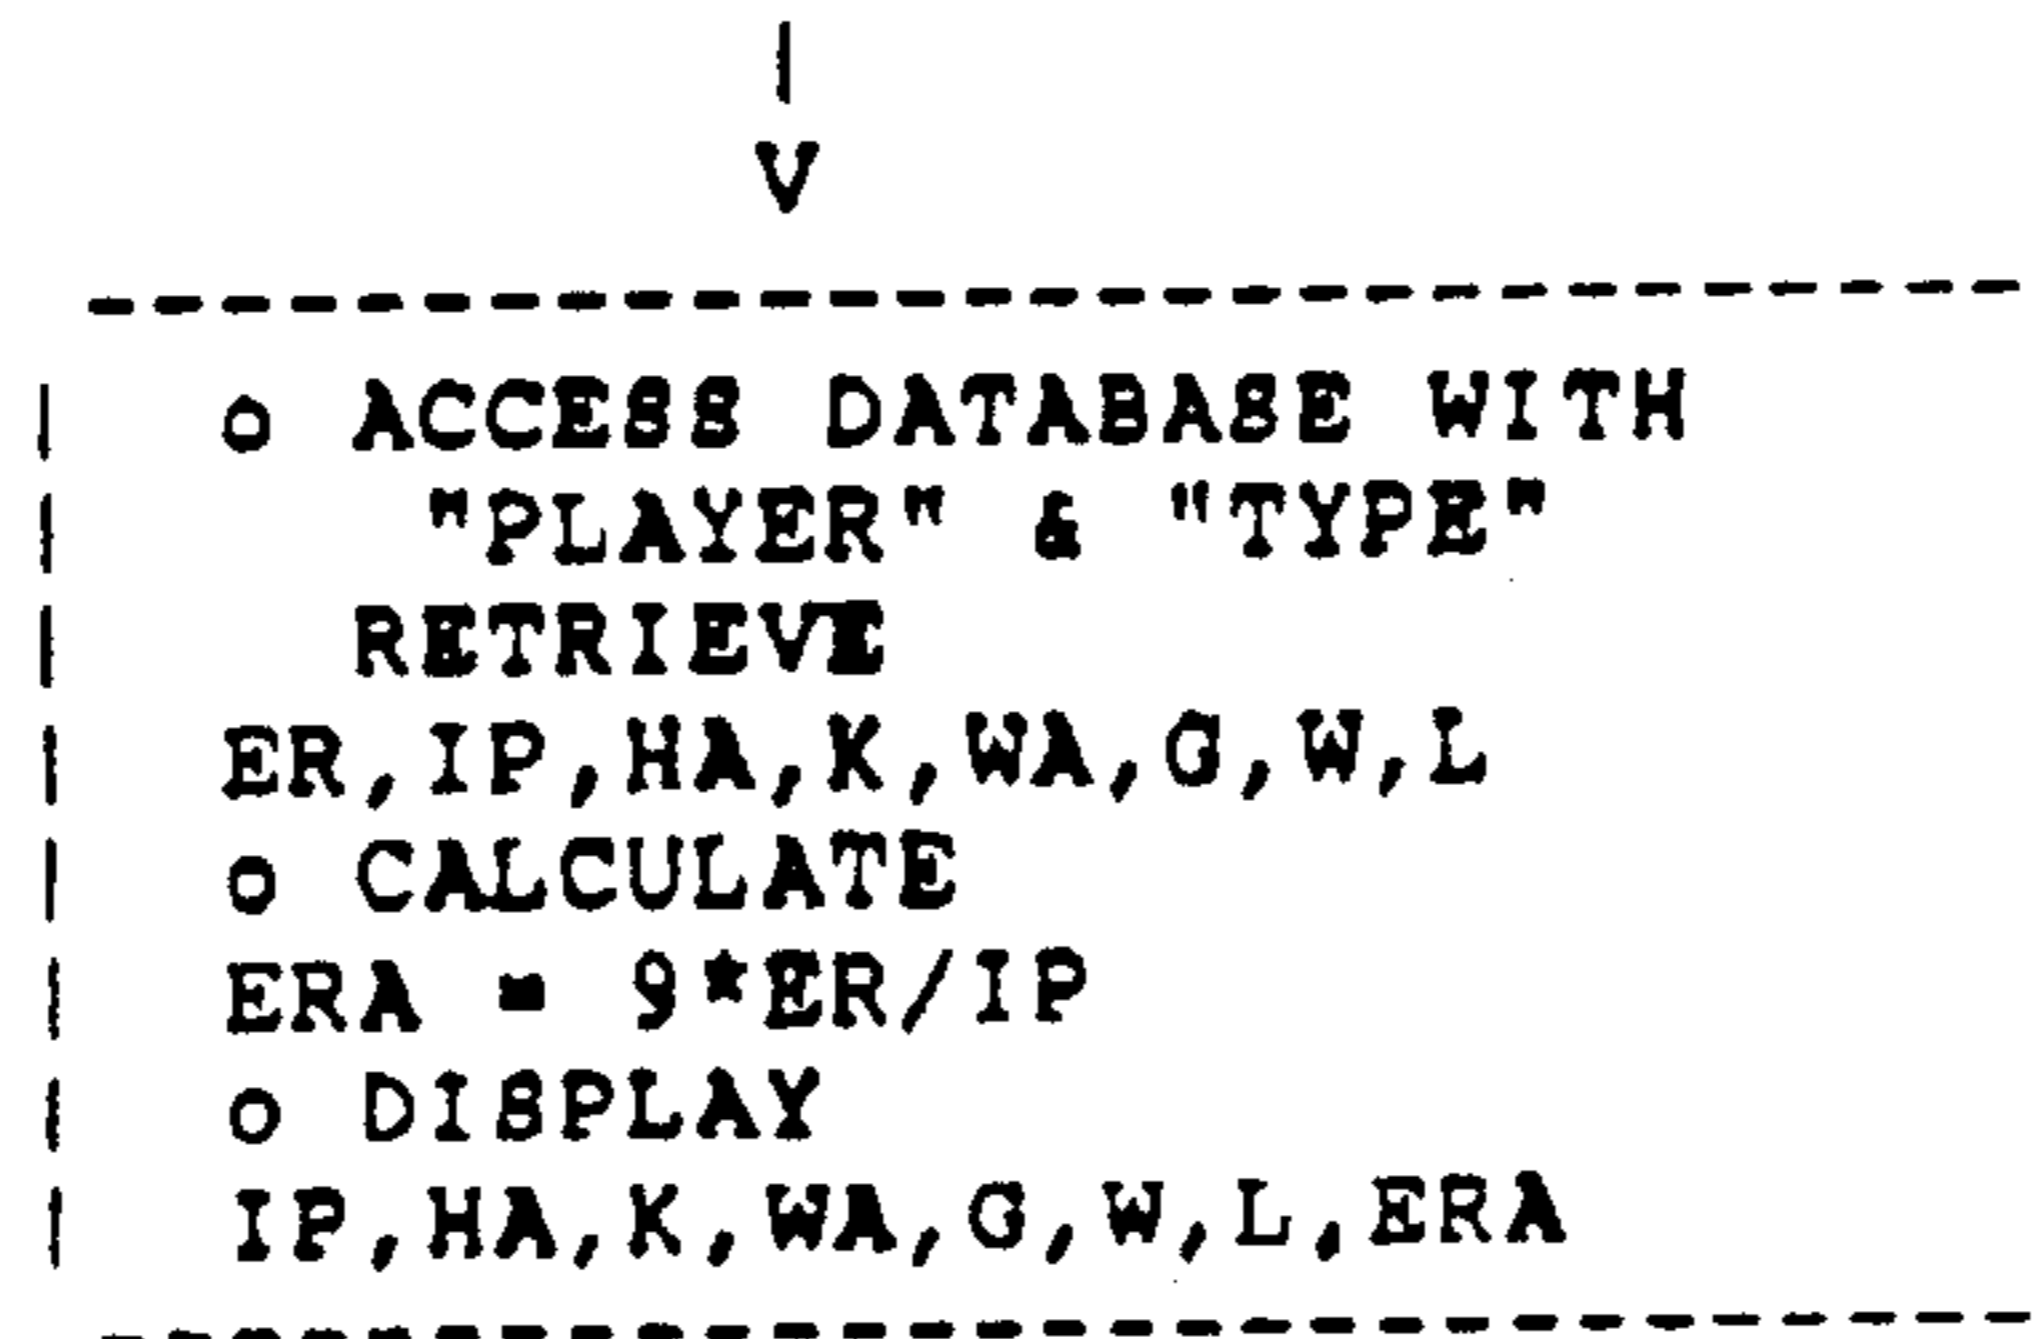 |
V
- - - - - - - - - - - - - - - - - - - - - - - - - - - - -
| o ACCESS DATABASE WITH
| "PLAYER" & "TYPE"
| RETRIEVE
| ER,IP,HA,K,WA,G,W,L
| o CALCULATE
| ERA = 9*ER/IP
| o DISPLAY
| IP,HA,K,WA,G,W,L,ERA
- - - - - - - - - - - - - - - - - - - - - - - - - - - - -